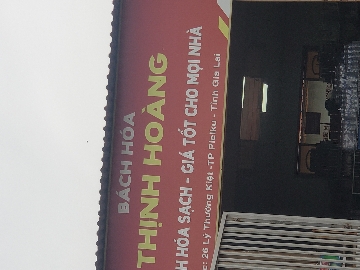 BÁCH HÓA
THỊNH HOÀNG
H HÓA SẠCH - GIÁ TỐT CHO MỌI NHÀ
c: 26 Lý Thường Kiệt -TP Pleiku - Tỉnh Gia Lai